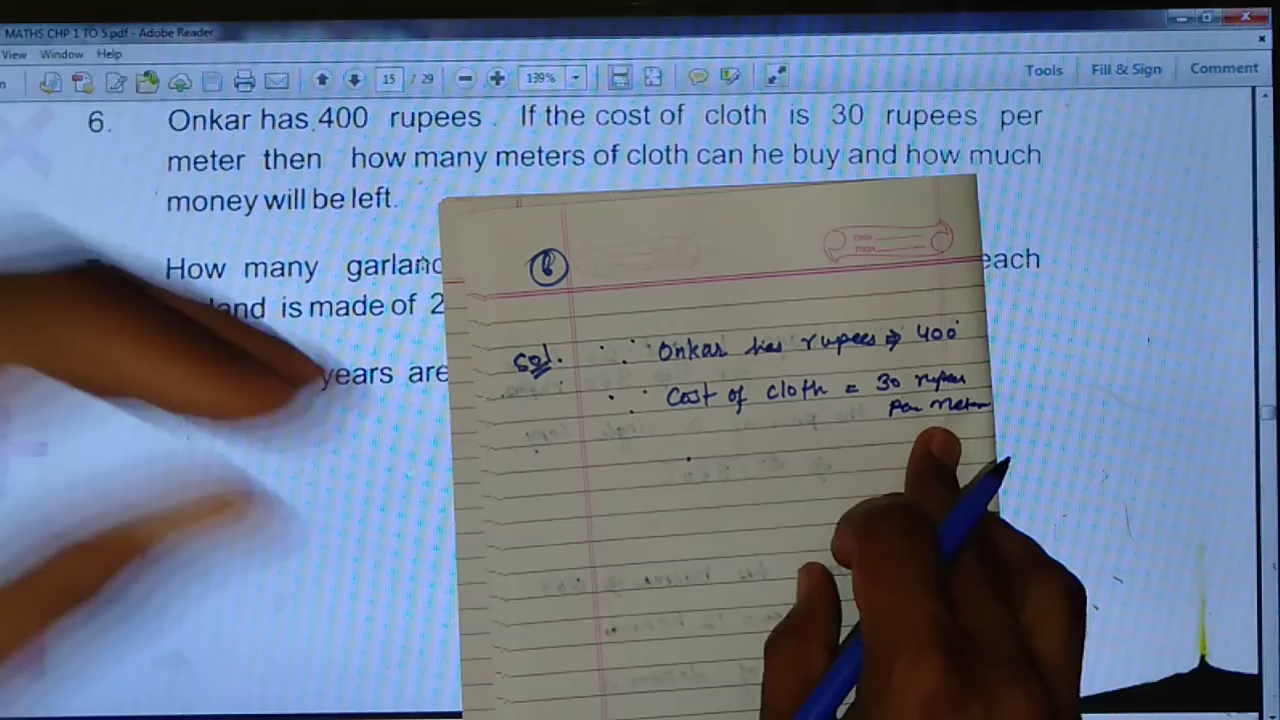 MATHS CHP 1 TO 5.pdf - Adobe Reader
View Window Help
15 / 29 139% Tools Fill & Sign Comment
6. Onkar has 400 rupees . If the cost of cloth is 30 rupees per
meter then how many meters of cloth can he buy and how much
money will be left.
How many garland each
is made of 2
years are
6
Sol. ∵ Onkar has rupees ⇒ 400
∵ Cost of cloth = 30 rupees
Per meter